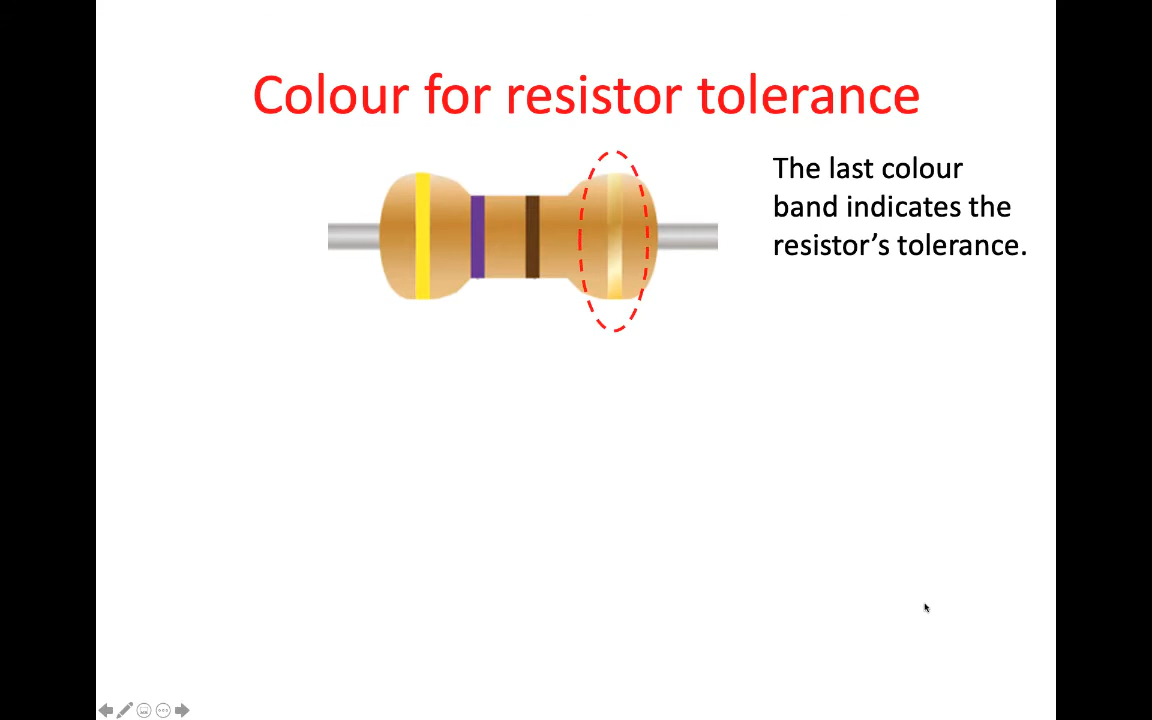 Colour for resistor tolerance
The last colour
band indicates the
resistor’s tolerance.